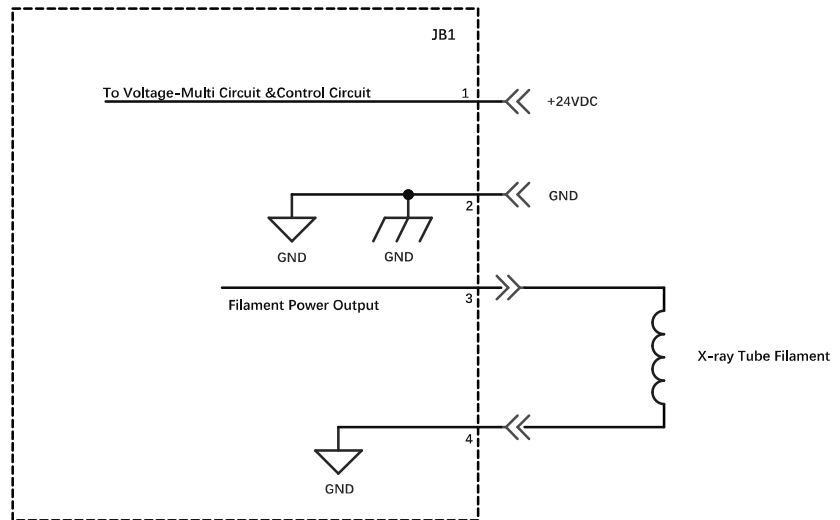 JB1
To Voltage-Multi Circuit &Control Circuit
1
+24VDC
2
GND
GND
GND
3
Filament Power Output
X-ray Tube Filament
4
GND